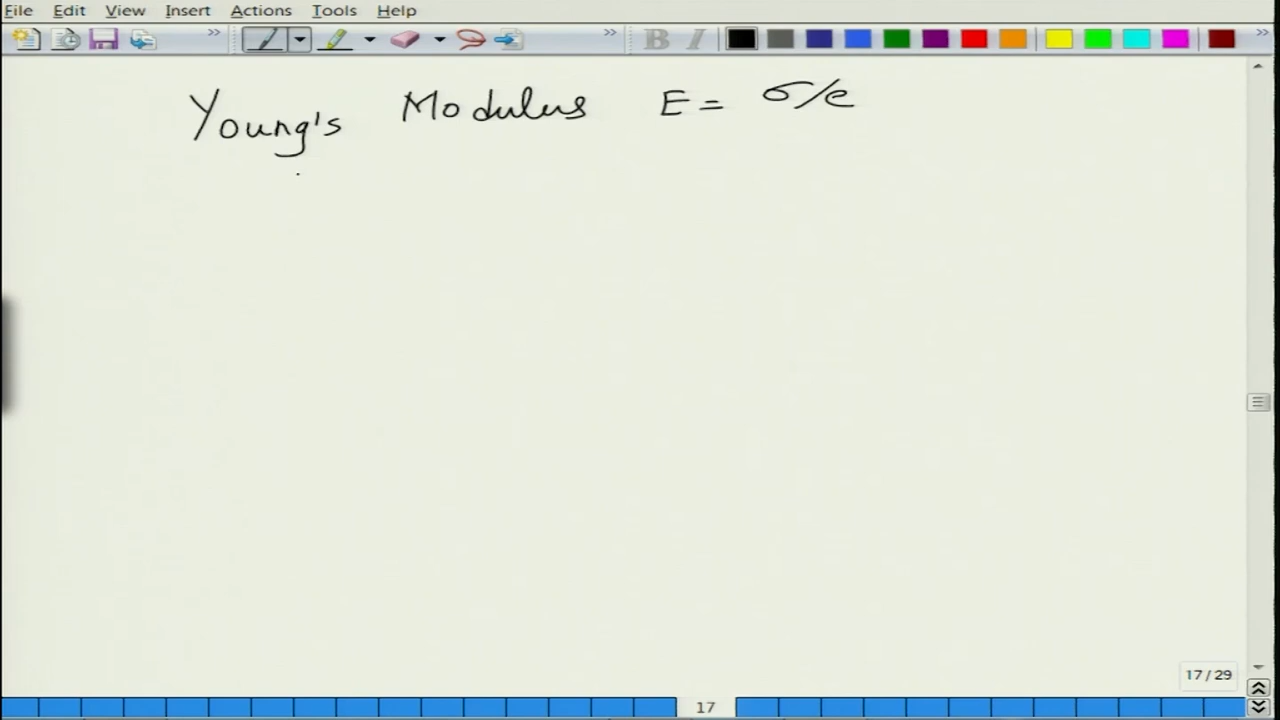 File Edit View Insert Actions Tools Help
B I
Young's Modulus E = σ/e
17 / 29
17